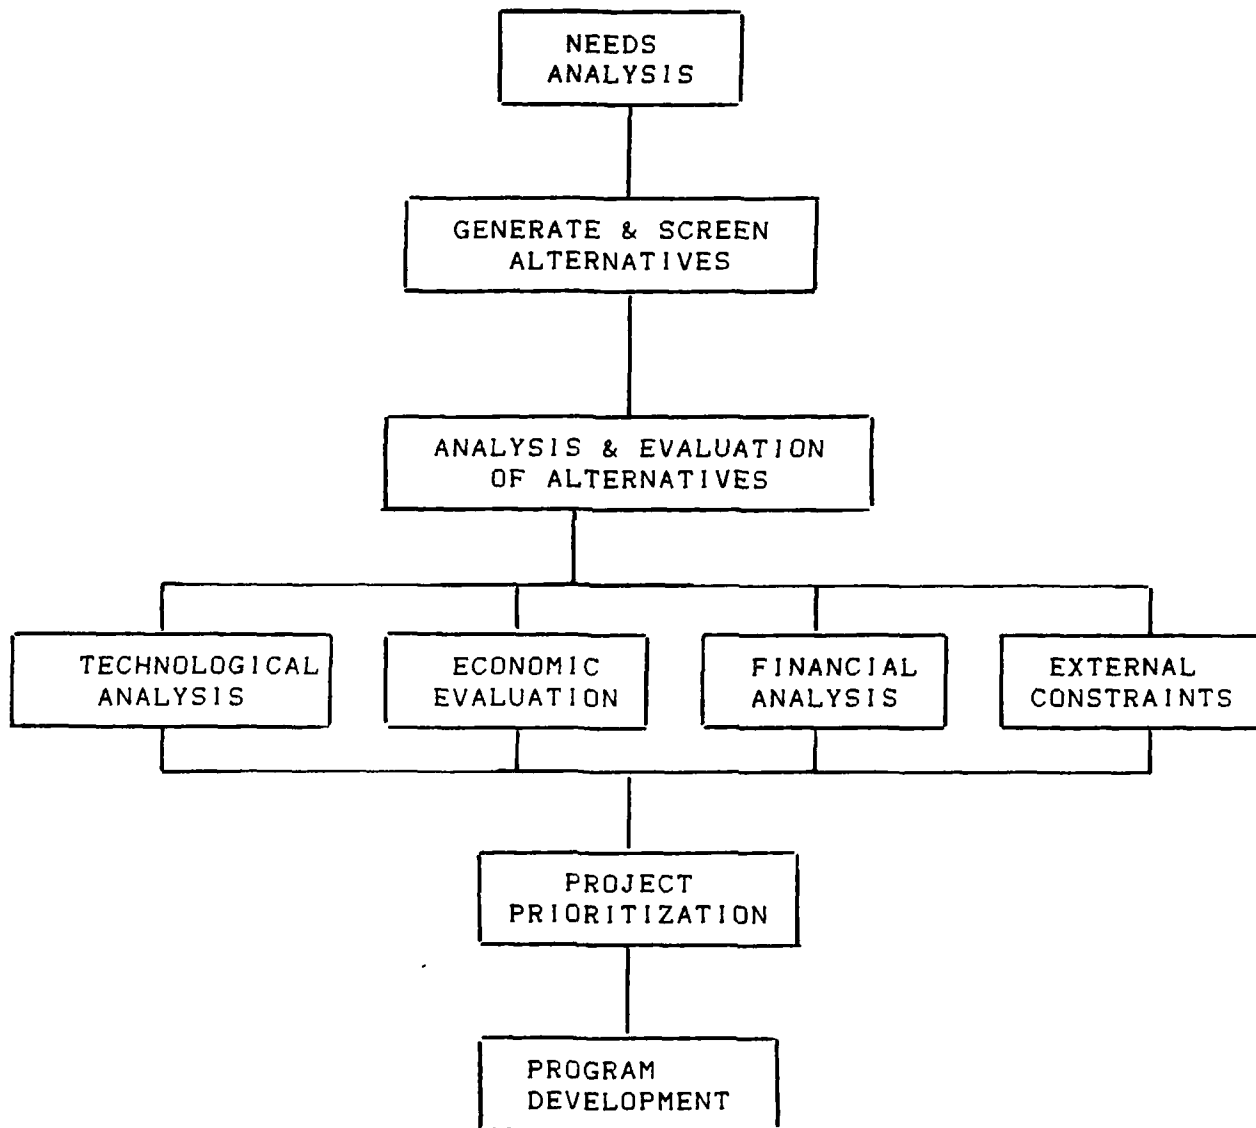 NEEDS
ANALYSIS
GENERATE & SCREEN
ALTERNATIVES
ANALYSIS & EVALUATION
OF ALTERNATIVES
TECHNOLOGICAL
ANALYSIS
ECONOMIC
EVALUATION
FINANCIAL
ANALYSIS
EXTERNAL
CONSTRAINTS
PROJECT
PRIORITIZATION
PROGRAM
DEVELOPMENT